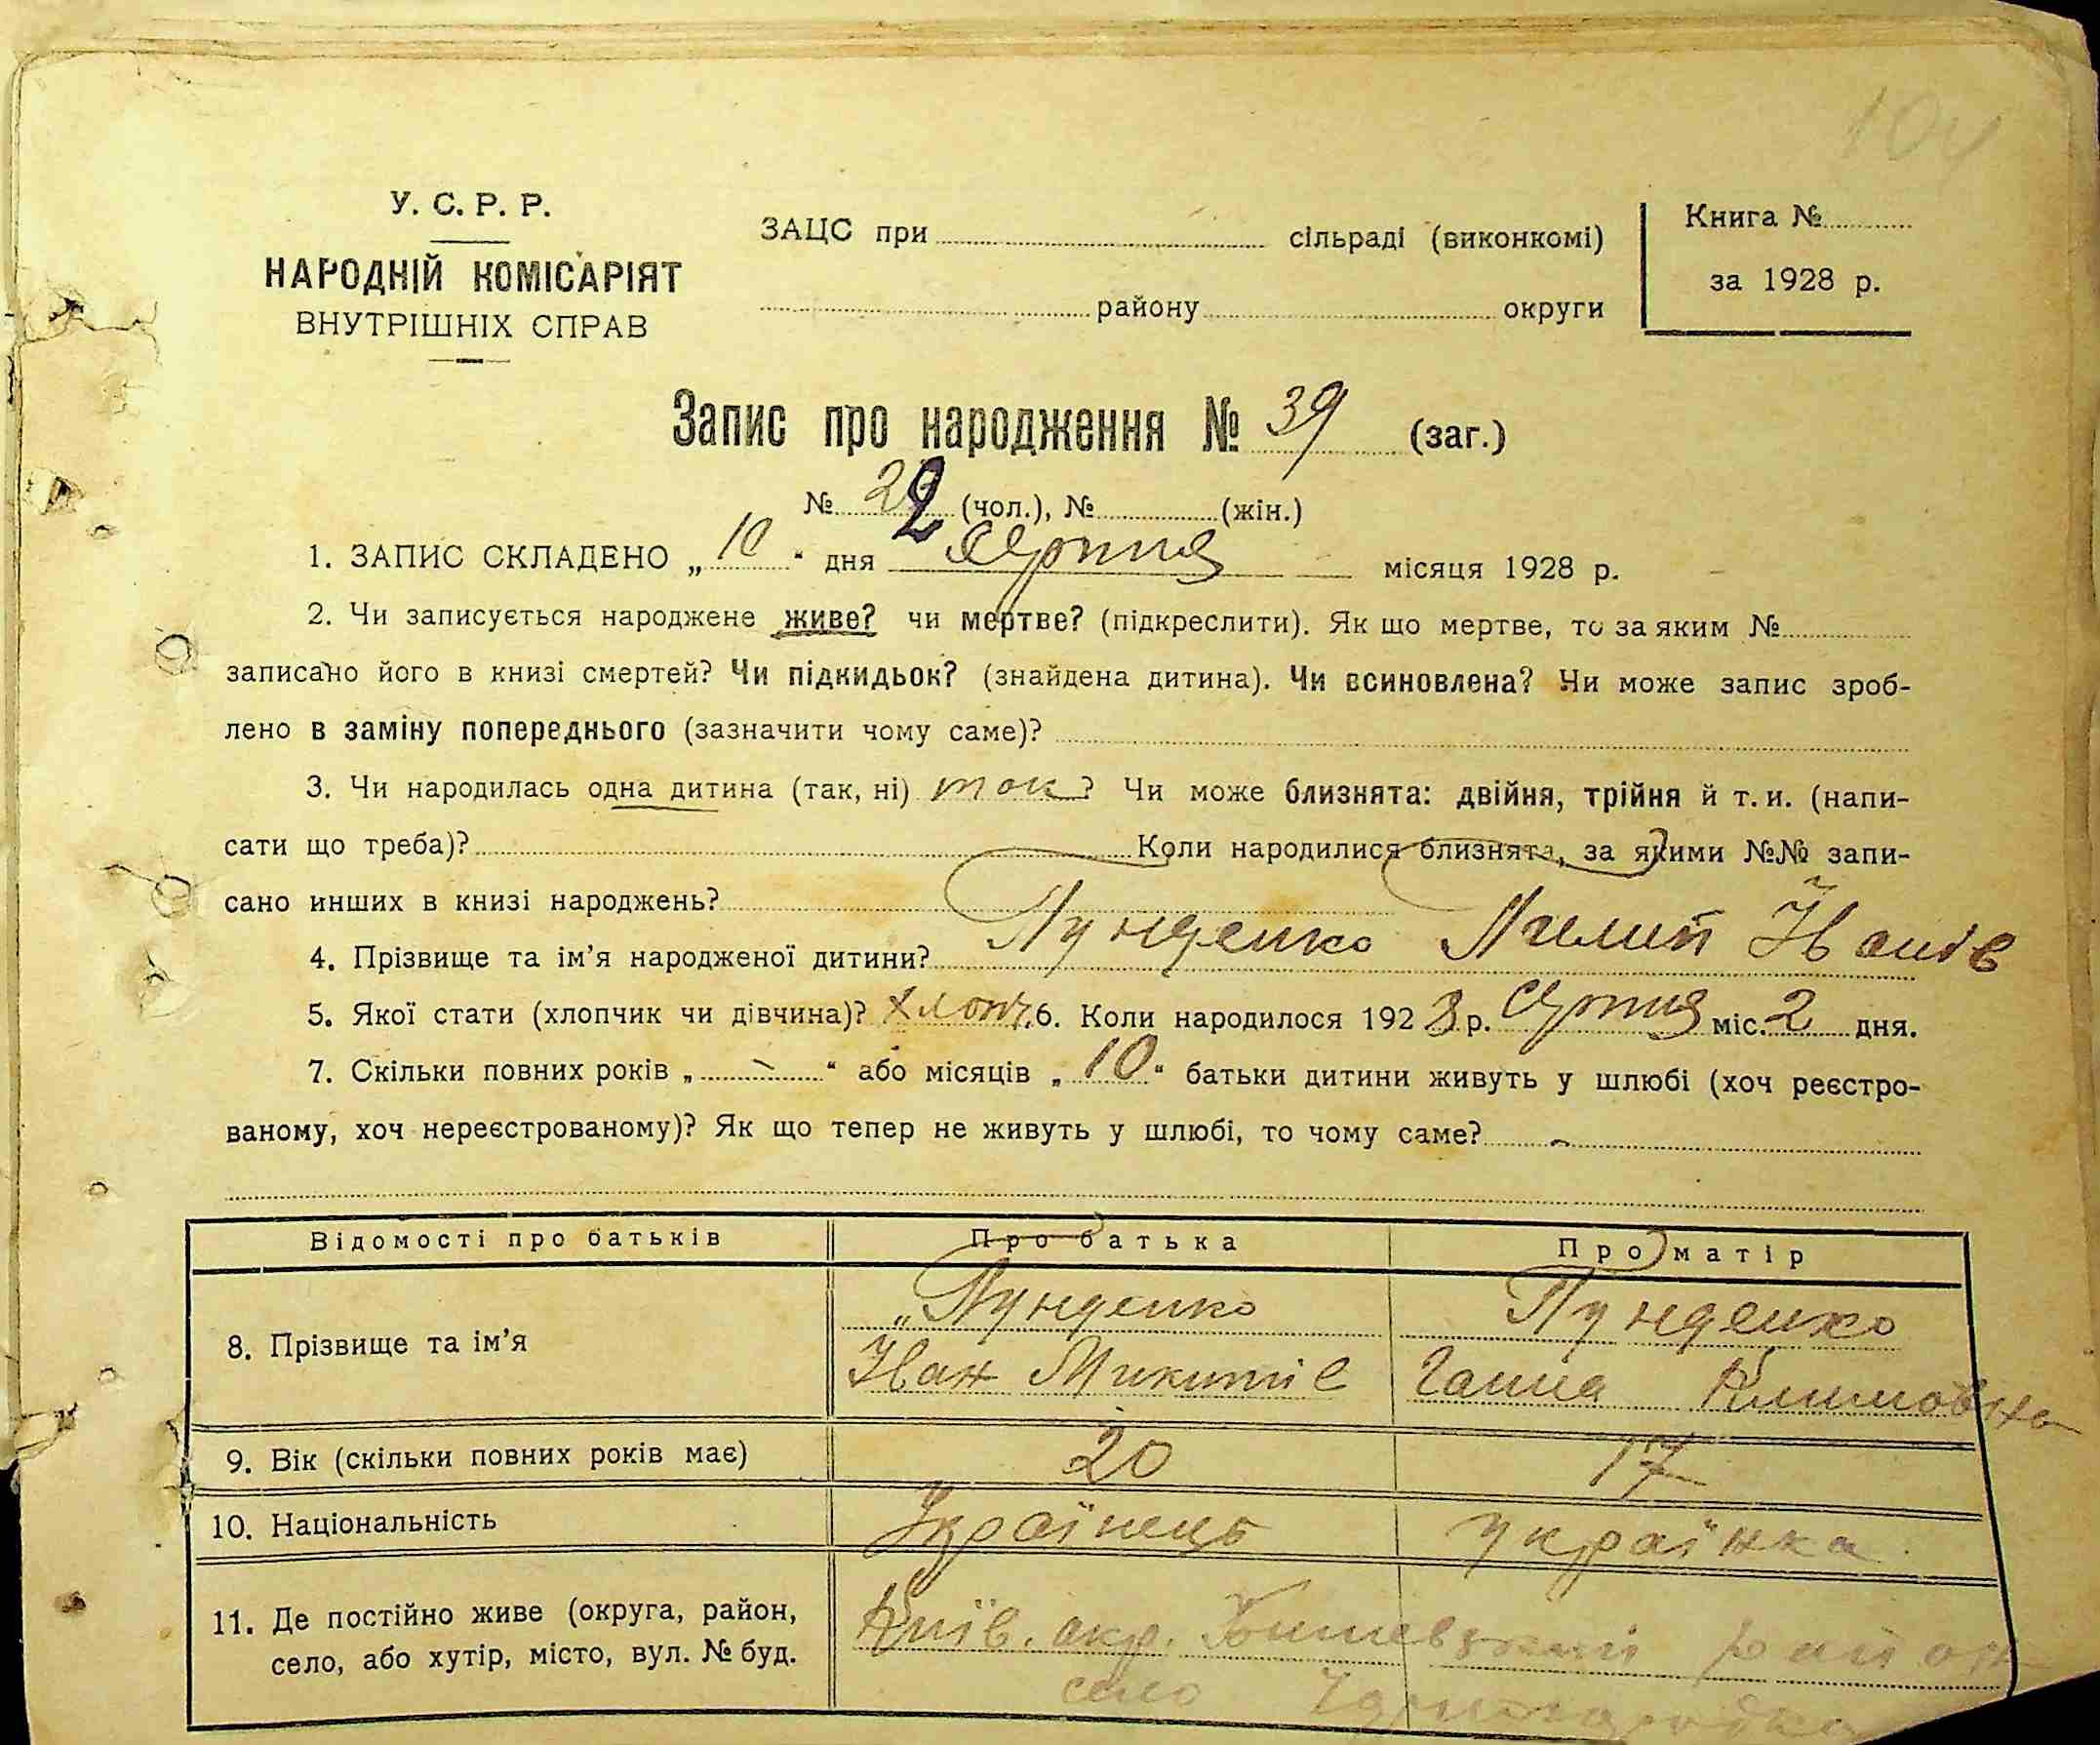 104
У. С. Р. Р.
НАРОДНІЙ КОМІСАРІЯТ
ВНУТРІШНІХ СПРАВ
ЗАЦС при сільраді (виконкомі)
району округи
Книга №
за 1928 р.
Запис про народження № 39 (заг.)
№ 22 (чол.), № (жін.)
1. ЗАПИС СКЛАДЕНО „ 10 “ дня Серпня місяця 1928 р.
2. Чи записується народжене живе? чи мертве? (підкреслити). Як що мертве, то за яким №
записано його в книзі смертей? Чи підкидьок? (знайдена дитина). Чи всиновлена? Чи може запис зроб-
лено в заміну попереднього (зазначити чому саме)?
3. Чи народилась одна дитина (так, ні) так? Чи може близнята: двійня, трійня й т. и. (напи-
сати що треба)? Коли народилися близнята, за якими №№ запи-
сано инших в книзі народжень?
4. Прізвище та ім’я народженої дитини? Пунденко Іванів
5. Якої стати (хлопчик чи дівчина)? хлопч. 6. Коли народилося 1928 р. Серпня міс. 2 дня.
7. Скільки повних років „ - “ або місяців „ 10 “ батьки дитини живуть у шлюбі (хоч реєстро-
ваному, хоч нереєстрованому)? Як що тепер не живуть у шлюбі, то чому саме? -
Відомості про батьків Про батька Про матір
8. Прізвище та ім’я
Пунденко Пунденко
Іван Микитів Ганна Климовна
9. Вік (скільки повних років має) 20 17
10. Національність Українець Українка
11. Де постійно живе (округа, район,
село, або хутір, місто, вул. № буд.
Київ. окр. район
село